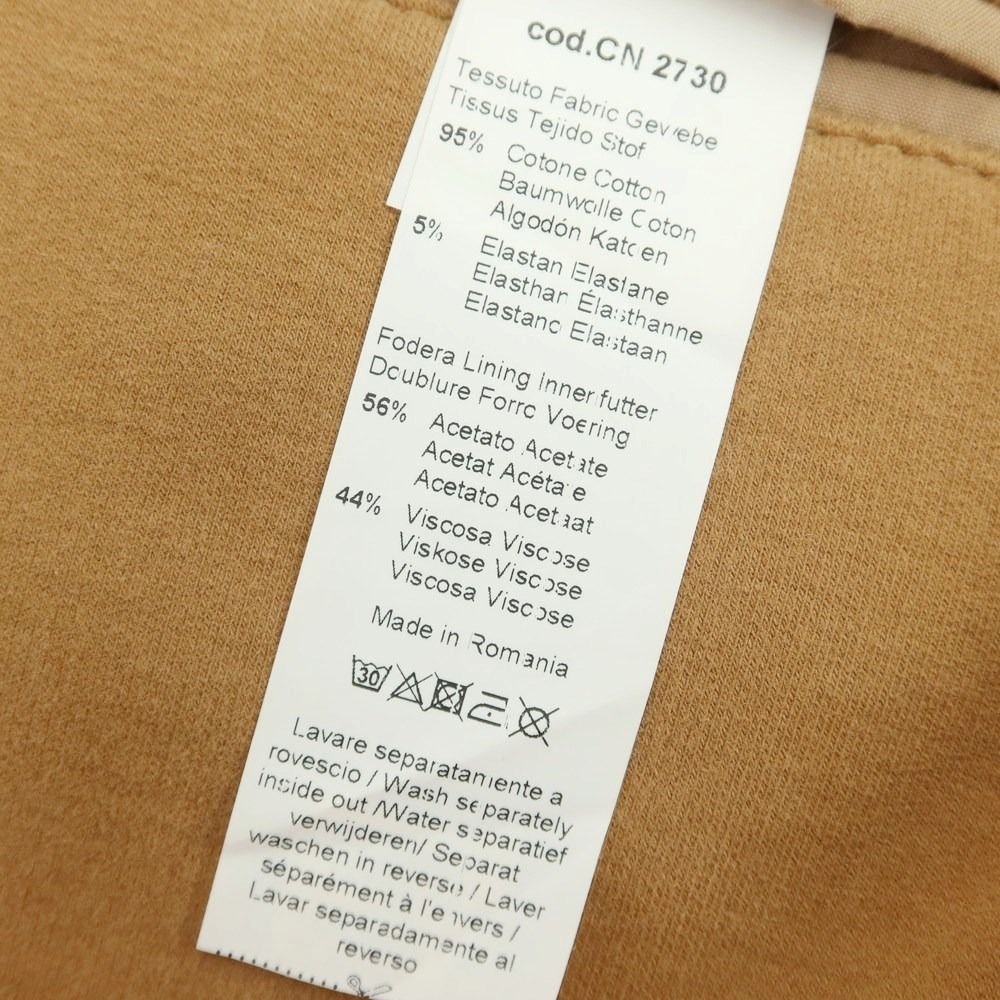 cod.CN 2730
Tessuto Fabric Gewebe
Tissus Tejido Stof
95% Cotone Cotton
Baumwolle Coton
Algodón Katoen
5% Elastan Elastane
Elasthan Élasthanne
Elastano Elastaan
Fodera Lining Innenfutter
Doublure Forro Voering
56% Acetato Acetate
Acetat Acétate
Acetato Acetaat
44% Viscosa Viscose
Viskose Viscose
Viscosa Viscose
Made in Romania
30
Lavare separatamente a
rovescio / Wash separately
inside out /Water separatief
verwijderen/ Separat
waschen in reverse / Laver
séparément à l'envers /
Lavar separadamente al
reverso